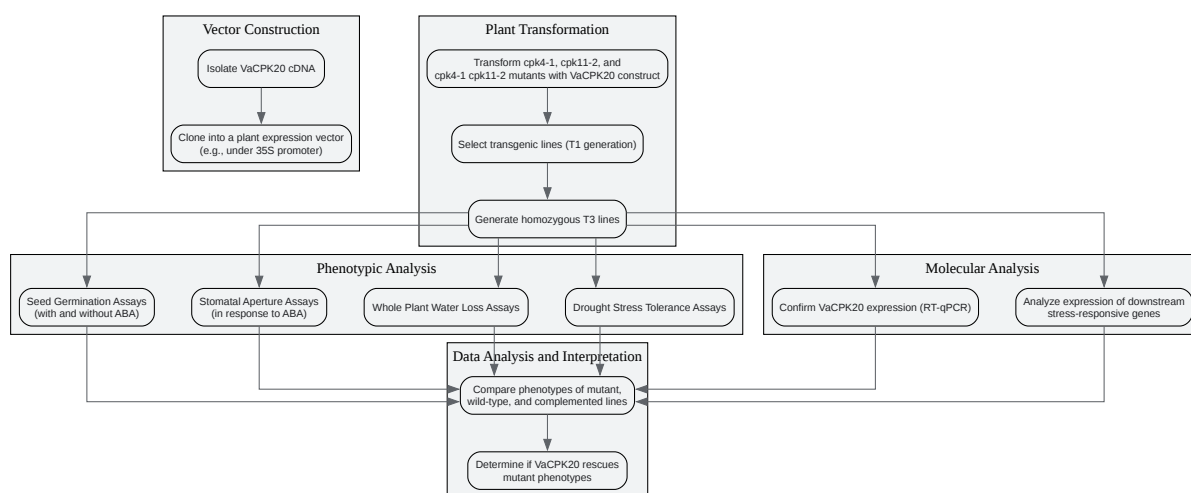 Vector Construction
Isolate VaCPK20 cDNA
Clone into a plant expression vector
(e.g., under 35S promoter)
Plant Transformation
Transform cpk4-1, cpk11-2, and
cpk4-1 cpk11-2 mutants with VaCPK20 construct
Select transgenic lines (T1 generation)
Generate homozygous T3 lines
Phenotypic Analysis
Seed Germination Assays
(with and without ABA)
Stomatal Aperture Assays
(in response to ABA)
Whole Plant Water Loss Assays
Drought Stress Tolerance Assays
Molecular Analysis
Confirm VaCPK20 expression (RT-qPCR)
Analyze expression of downstream
stress-responsive genes
Data Analysis and Interpretation
Compare phenotypes of mutant,
wild-type, and complemented lines
Determine if VaCPK20 rescues
mutant phenotypes